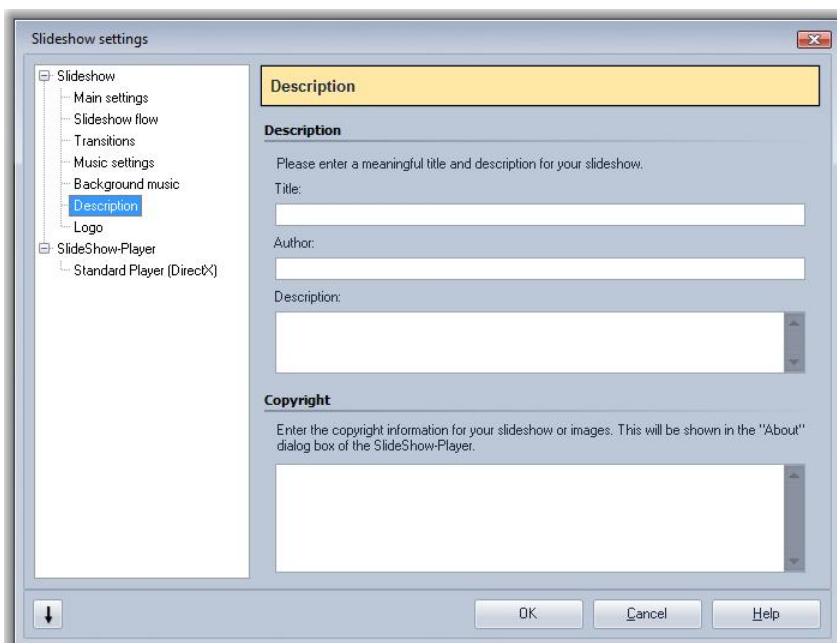 Slideshow settings
Slideshow
Main settings
Slideshow flow
Transitions
Music settings
Background music
Description
Logo
SlideShow-Player
Standard Player (DirectX)
Description
Description
Please enter a meaningful title and description for your slideshow.
Title:
Author:
Description:
Copyright
Enter the copyright information for your slideshow or images. This will be shown in the "About"
dialog box of the SlideShow-Player.
OK
Cancel
Help